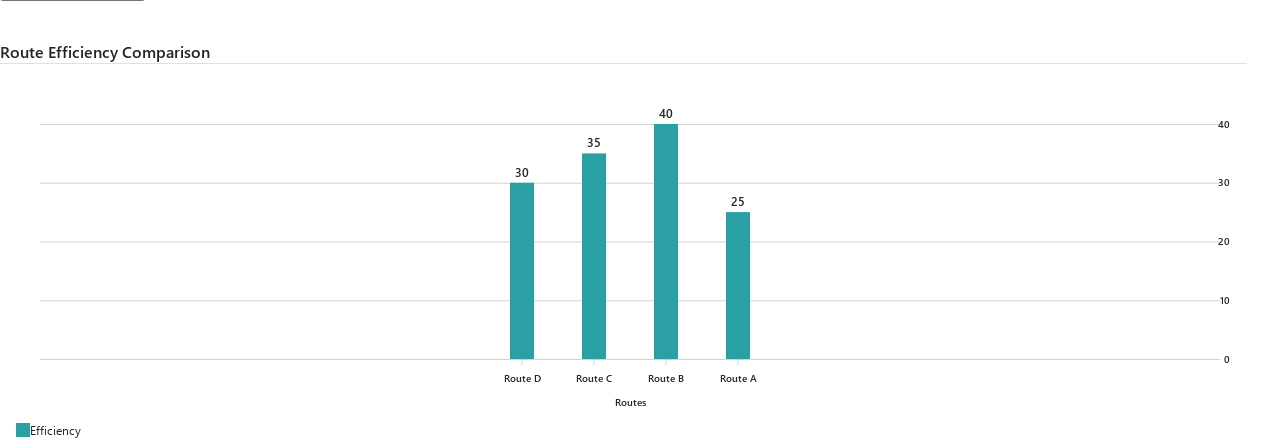 Route Efficiency Comparison
40
35
30
25
40
30
20
10
0
Route D
Route C
Route B
Route A
Routes
Efficiency